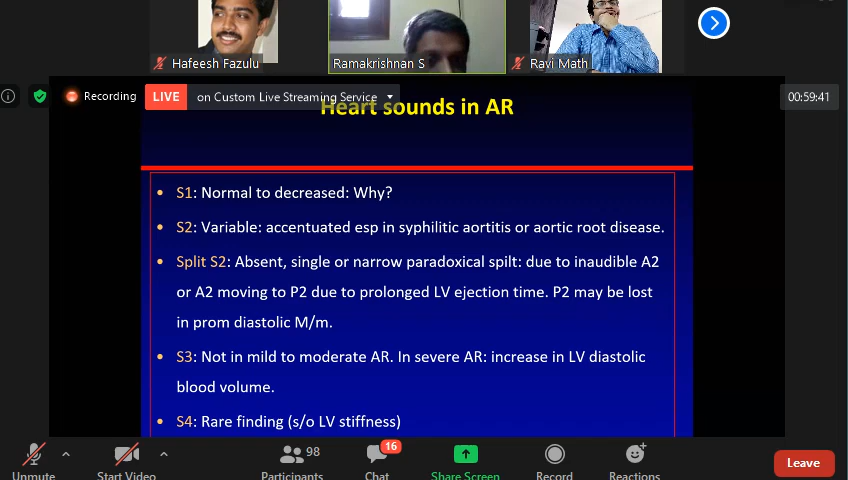 Hafeesh Fazulu
Ramakrishnan S
Ravi Math
Recording
LIVE
on Custom Live Streaming Service
00:59:41
Heart sounds in AR
• S1: Normal to decreased: Why?
• S2: Variable: accentuated esp in syphilitic aortitis or aortic root disease.
• Split S2: Absent, single or narrow paradoxical spilt: due to inaudible A2
or A2 moving to P2 due to prolonged LV ejection time. P2 may be lost
in prom diastolic M/m.
• S3: Not in mild to moderate AR. In severe AR: increase in LV diastolic
blood volume.
• S4: Rare finding (s/o LV stiffness)
98
16
Unmute
Start Video
Participants
Chat
Share Screen
Record
Reactions
Leave